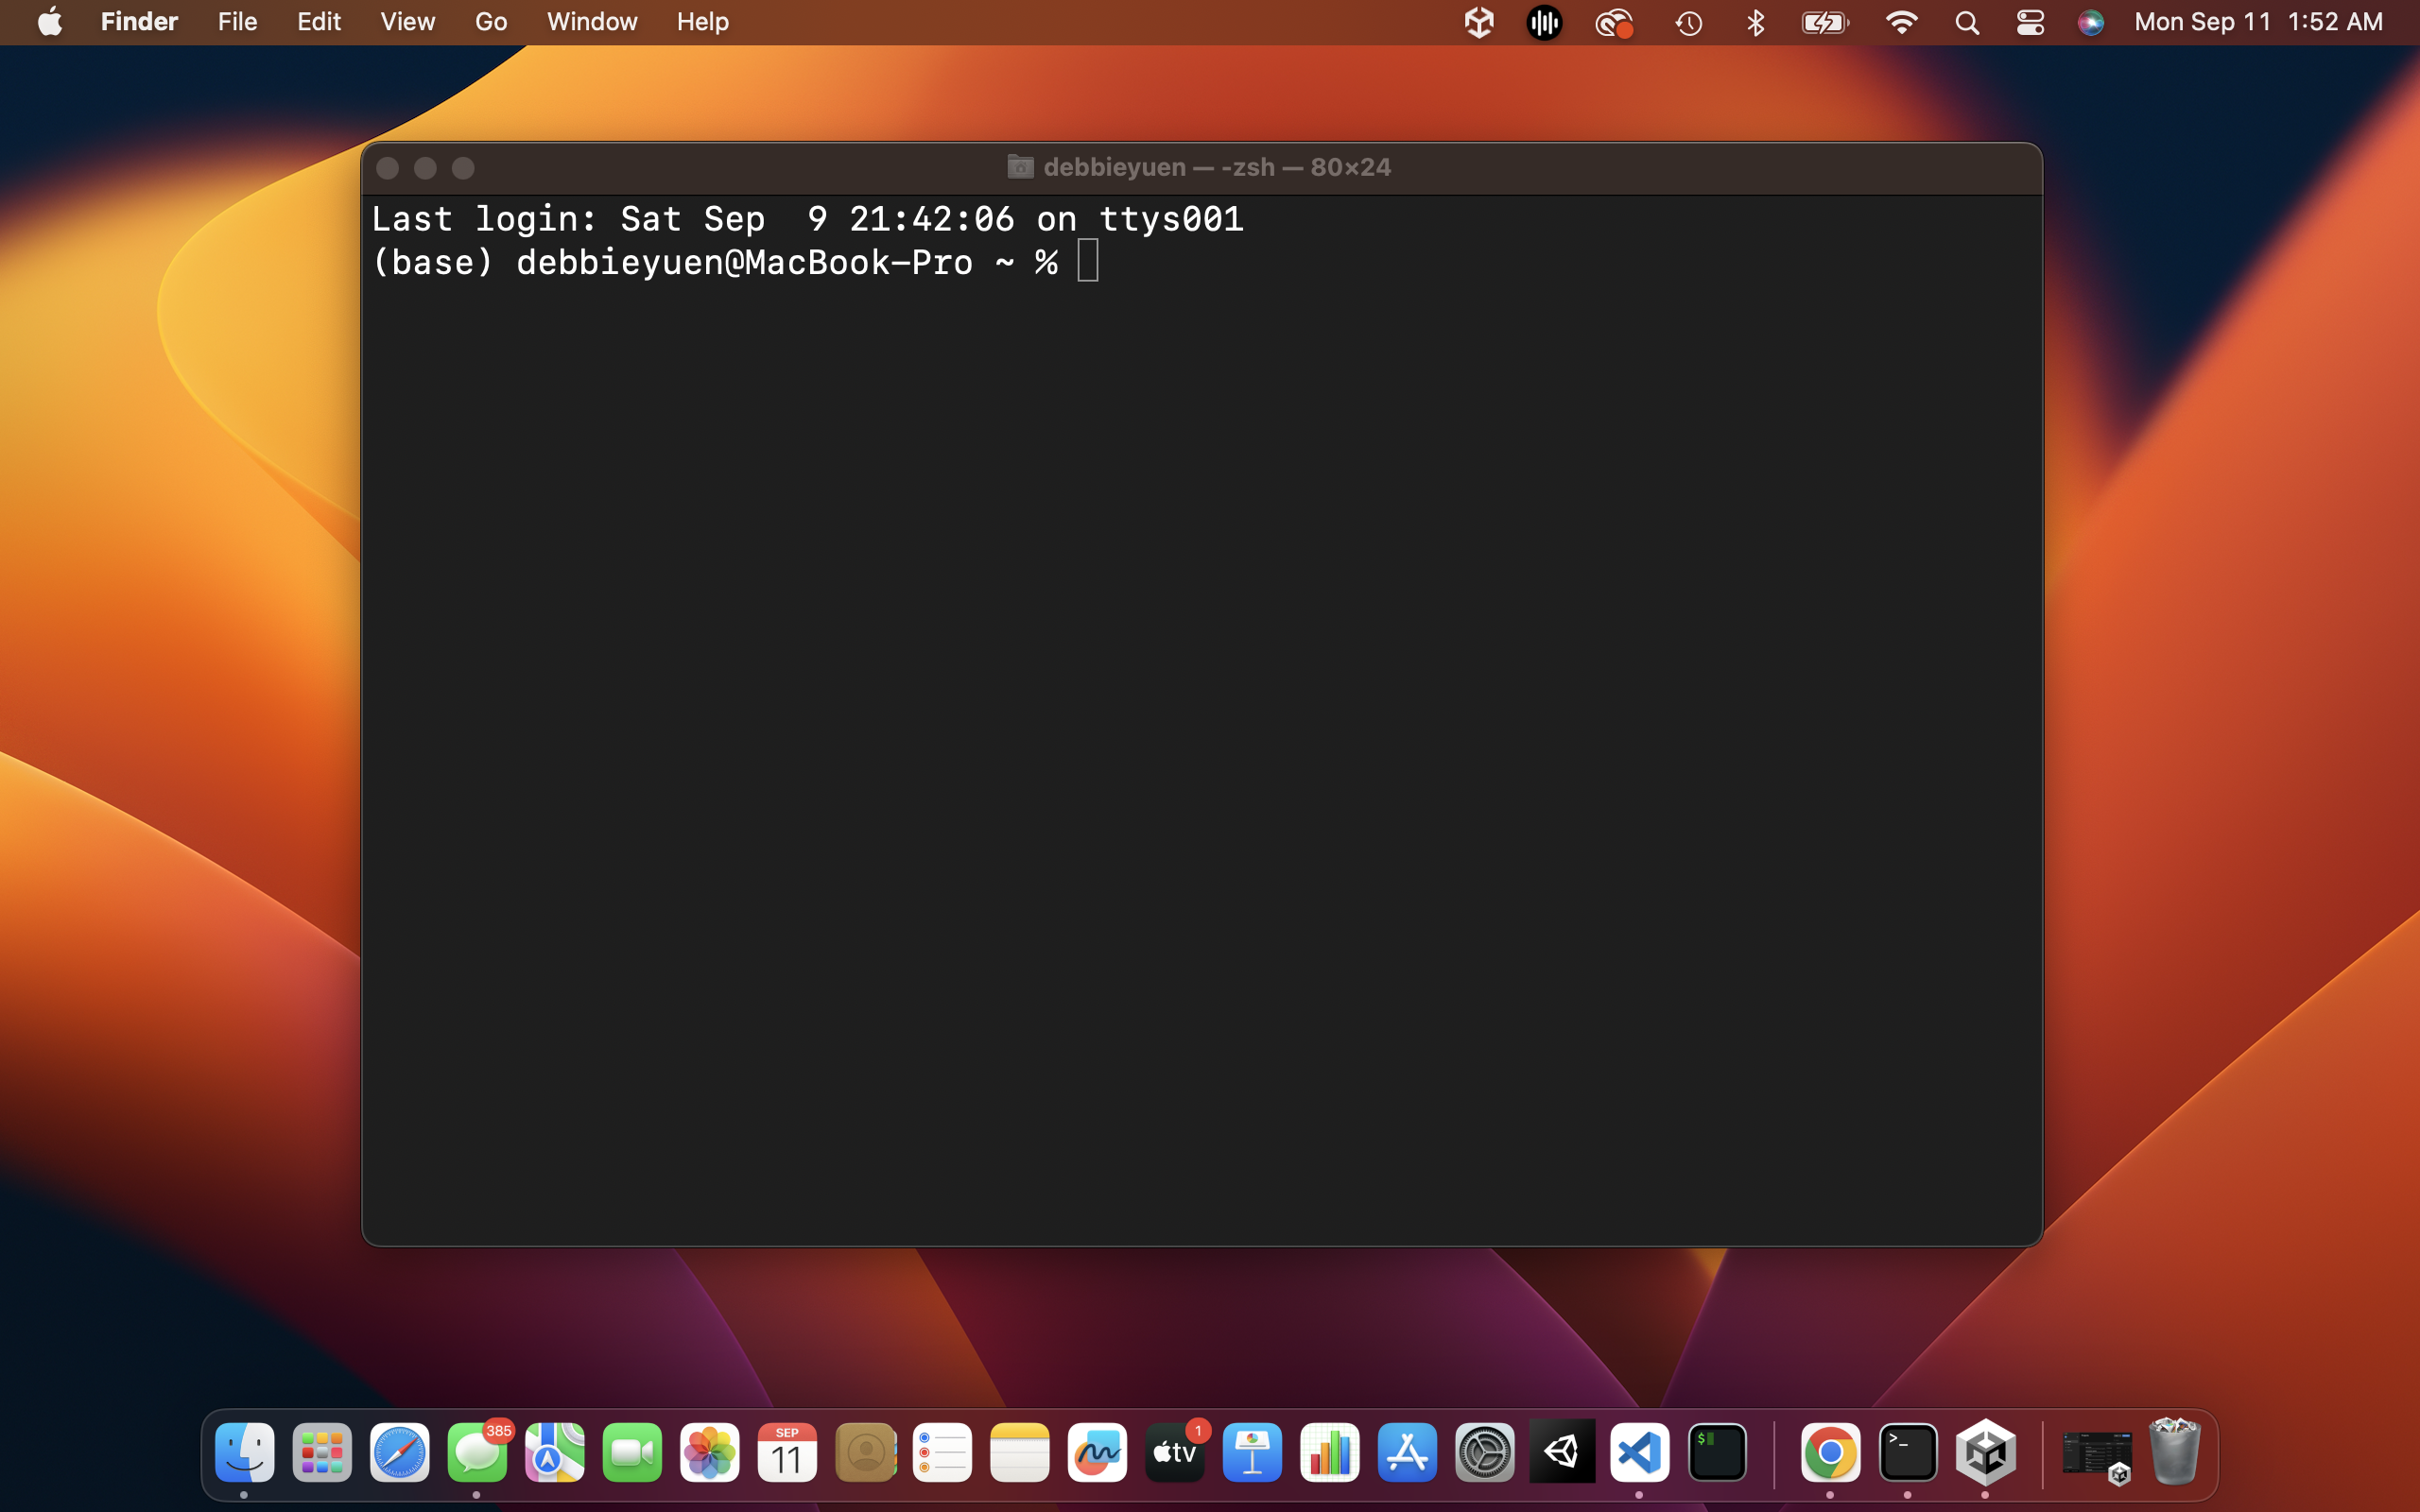 Finder File Edit View Go Window Help Mon Sep 11 1:52 AM
debbieyuen — -zsh — 80×24
Last login: Sat Sep  9 21:42:06 on ttys001
(base) debbieyuen@MacBook-Pro ~ %
385 SEP 11 tv 1 $ >_